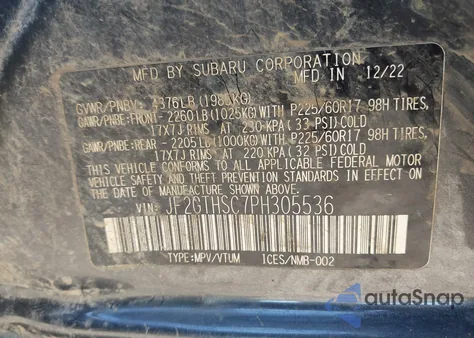 MFD BY SUBARU CORPORATION
MADE IN JAPAN 12/22
GVWR/PNBV: 4376LB (1985KG)
GAWR/PNBE:FRONT- 2260LB (1025KG)WITH P225/60R17 98H TIRES,
17X7J RIMS AT 230 KPA (33 PSI) COLD
GAWR/PNBE:REAR - 2205LB (1000KG)WITH P225/60R17 98H TIRES,
17X7J RIMS AT 220 KPA (32 PSI) COLD
THIS VEHICLE CONFORMS TO ALL APPLICABLE FEDERAL MOTOR
VEHICLE SAFETY, BUMPER, AND THEFT PREVENTION STANDARDS
IN EFFECT ON THE DATE OF MANUFACTURE SHOWN ABOVE.
VIN: JF2GTHSC7PH305536
TYPE:MPV/VTUM ICES/NMB-002
autoSnap